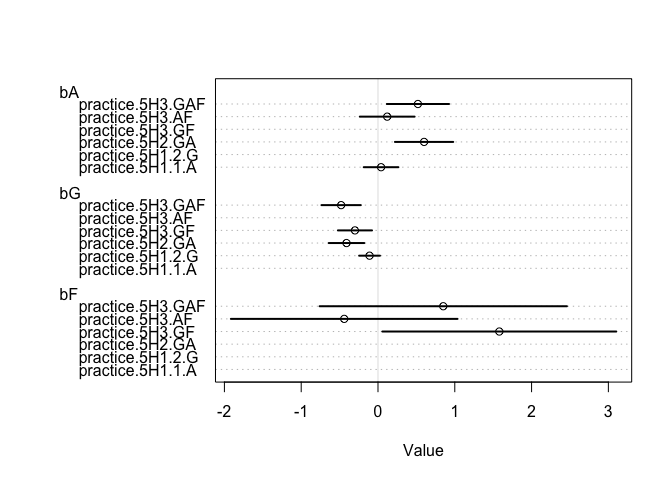 bA
practice.5H3.GAF
practice.5H3.AF
practice.5H3.GF
practice.5H2.GA
practice.5H1.2.G
practice.5H1.1.A
bG
practice.5H3.GAF
practice.5H3.AF
practice.5H3.GF
practice.5H2.GA
practice.5H1.2.G
practice.5H1.1.A
bF
practice.5H3.GAF
practice.5H3.AF
practice.5H3.GF
practice.5H2.GA
practice.5H1.2.G
practice.5H1.1.A
-2 -1 0 1 2 3
Value